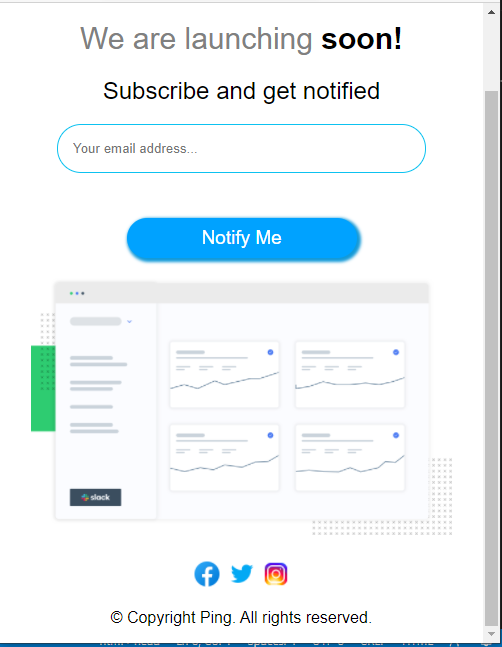 We are launching soon!
Subscribe and get notified
Your email address...
Notify Me
slack
© Copyright Ping. All rights reserved.